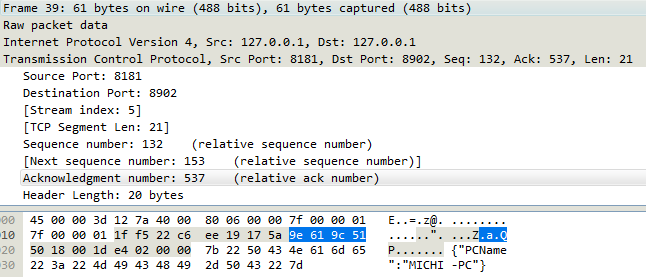 Frame 39: 61 bytes on wire (488 bits), 61 bytes captured (488 bits)
Raw packet data
Internet Protocol Version 4, Src: 127.0.0.1, Dst: 127.0.0.1
Transmission Control Protocol, Src Port: 8181, Dst Port: 8902, Seq: 132, Ack: 537, Len: 21
Source Port: 8181
Destination Port: 8902
[Stream index: 5]
[TCP Segment Len: 21]
Sequence number: 132    (relative sequence number)
[Next sequence number: 153    (relative sequence number)]
Acknowledgment number: 537    (relative ack number)
Header Length: 20 bytes
000  45 00 00 3d 12 7a 40 00  80 06 00 00 7f 00 00 01   E..=.z@. ........
010  7f 00 00 01 1f f5 22 c6  ee 19 17 5a 9e 61 9c 51   ......". ...Z.a.Q
020  50 18 00 1d e4 02 00 00  7b 22 50 43 4e 61 6d 65   P....... {"PCName
030  22 3a 22 4d 49 43 48 49  2d 50 43 22 7d            ":"MICHI -PC"}